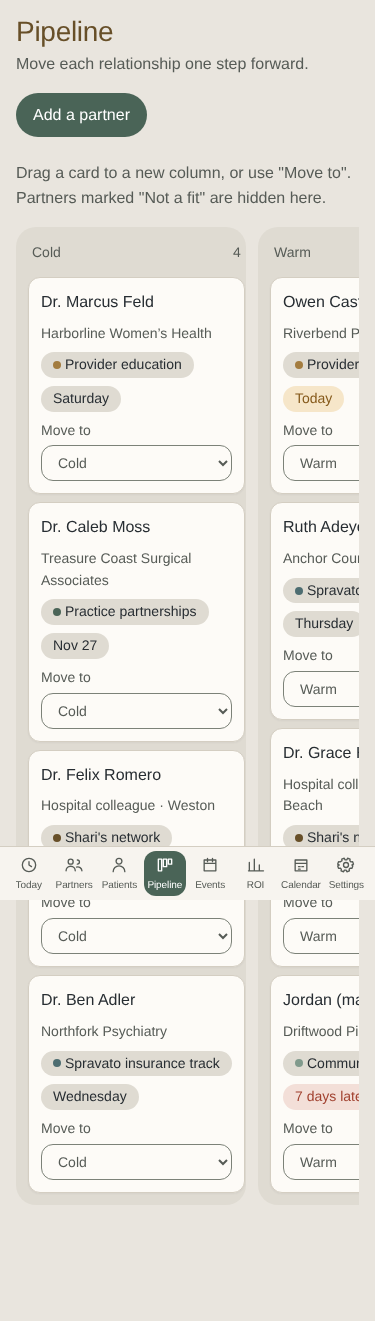 Pipeline
Move each relationship one step forward.
Add a partner
Drag a card to a new column, or use "Move to".
Partners marked "Not a fit" are hidden here.
Cold 4
Dr. Marcus Feld
Harborline Women's Health
Provider education
Saturday
Move to
Cold
Dr. Caleb Moss
Treasure Coast Surgical
Associates
Practice partnerships
Nov 27
Move to
Cold
Dr. Felix Romero
Hospital colleague · Weston
Shari's network
Move to
Cold
Dr. Ben Adler
Northfork Psychiatry
Spravato insurance track
Wednesday
Move to
Cold
Warm
Owen
Riverbend
Provider
Today
Move to
Warm
Ruth
Anchor
Thursday
Move to
Warm
Dr. Grace
Hospital
Beach
Shari's
Move to
Warm
Jordan
Driftwood
7 days late
Move to
Warm
Today Partners Patients Pipeline Events ROI Calendar Settings